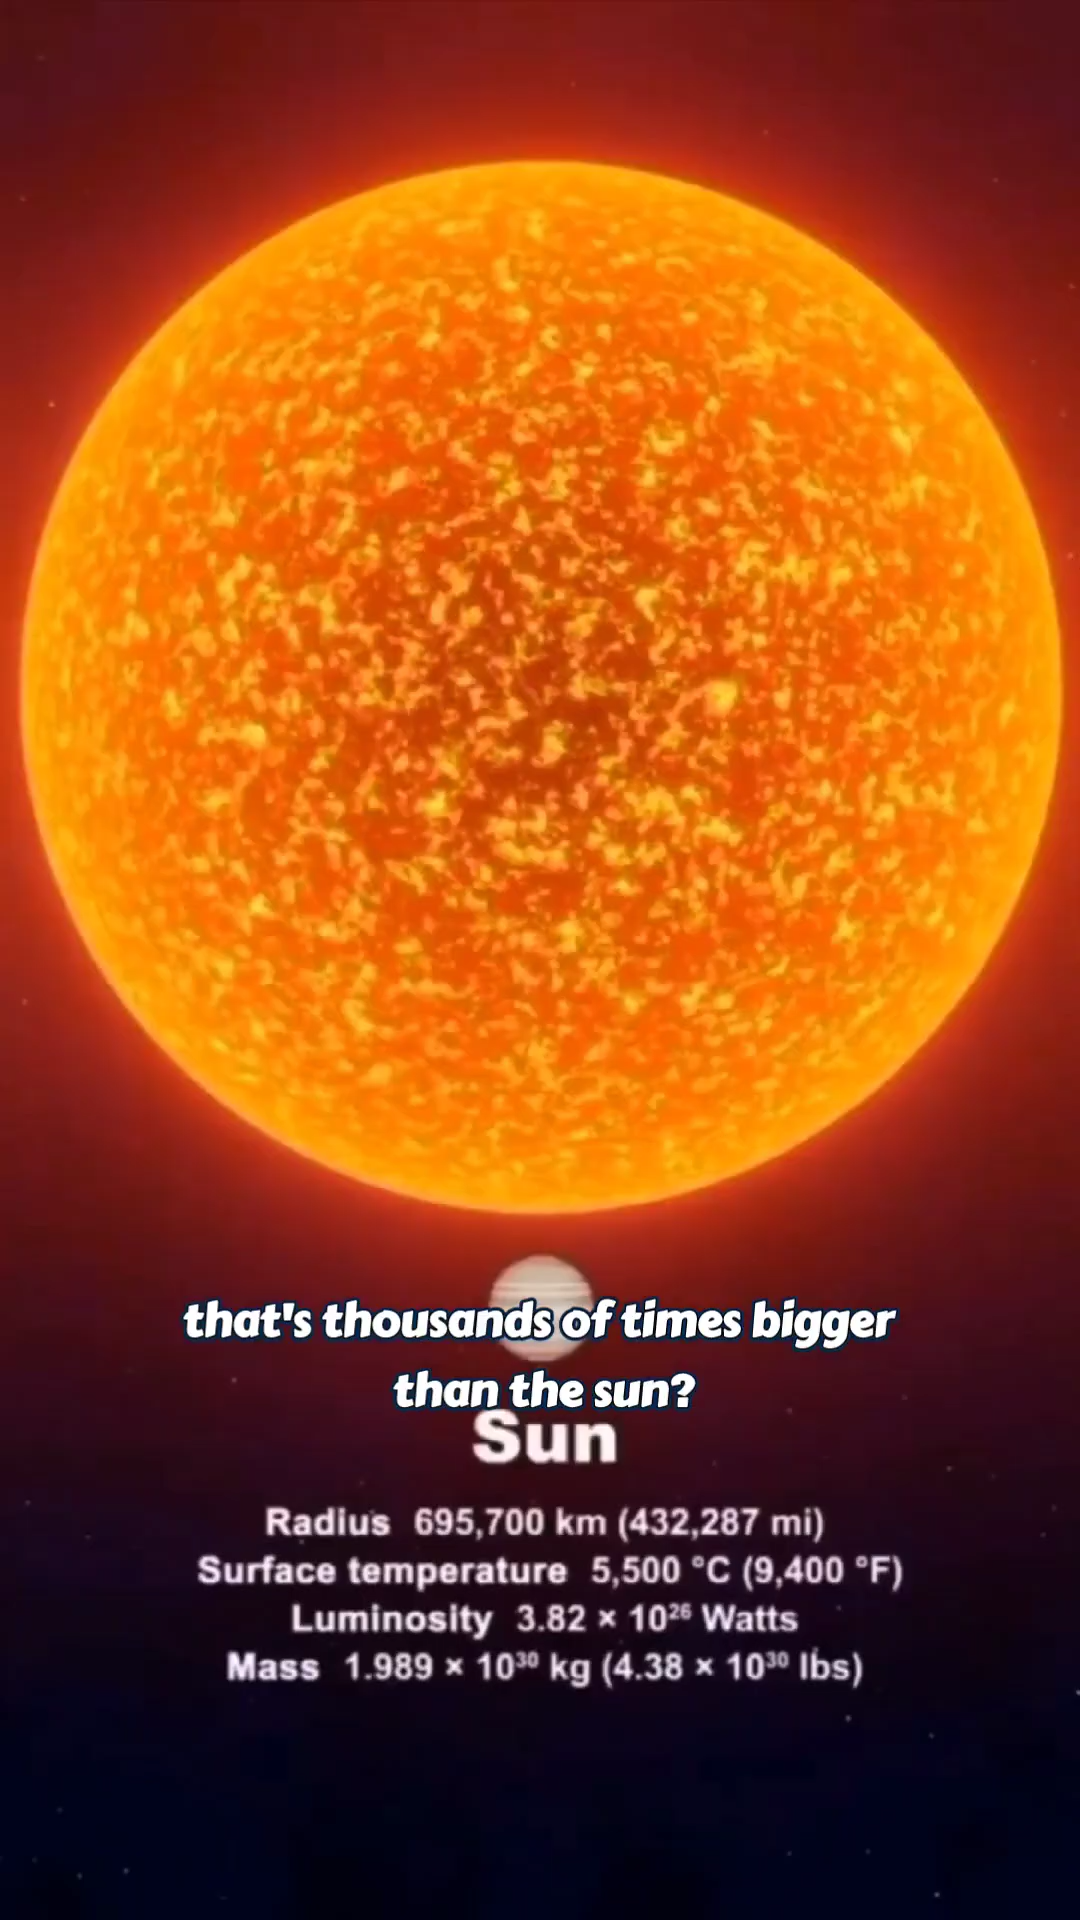 that's thousands of times bigger
than the sun?
Sun
Radius 695,700 km (432,287 mi)
Surface temperature 5,500 °C (9,400 °F)
Luminosity 3.82 × 10²⁶ Watts
Mass 1.989 × 10³⁰ kg (4.38 × 10³⁰ lbs)